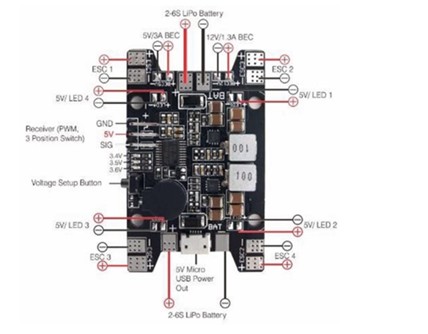 2-6S LiPo Battery
5V/3A BEC
12V/1.3A BEC
ESC 1
ESC 2
5V/ LED 4
5V/ LED 1
BAT
GND
Receiver (PWM,
3 Position Switch)
5V
SIG
3.4V
3.5V
3.6V
Voltage Setup Button
001
100
5V/ LED 3
BAT
5V/ LED 2
ESC 3
ESC 4
5V Micro
USB Power
Out
2-6S LiPo Battery